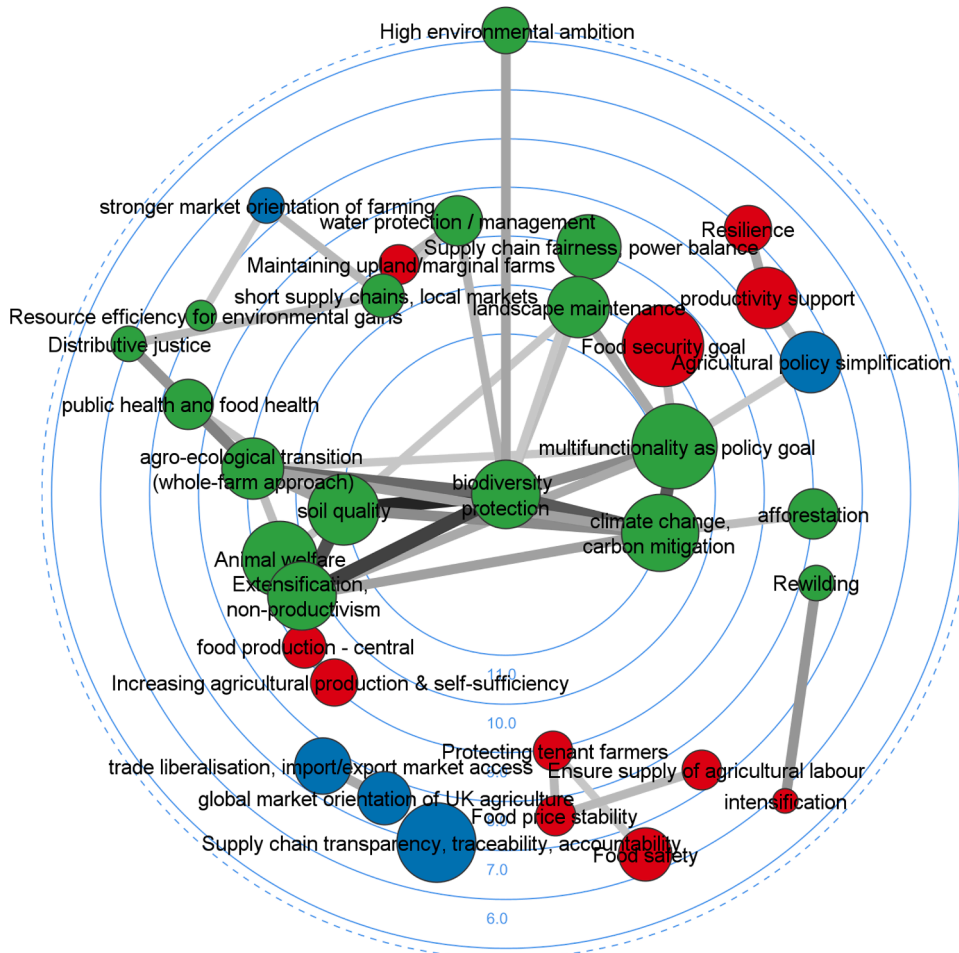 High environmental ambition
stronger market orientation of farming
water protection / management
Resilience
Supply chain fairness, power balance
Maintaining upland/marginal farms
short supply chains, local markets
productivity support
landscape maintenance
Resource efficiency for environmental gains
Distributive justice
Food security goal
Agricultural policy simplification
public health and food health
multifunctionality as policy goal
agro-ecological transition
(whole-farm approach)
biodiversity
protection
soil quality
afforestation
climate change,
carbon mitigation
Animal welfare
Extensification,
non-productivism
Rewilding
food production - central
11.0
Increasing agricultural production & self-sufficiency
10.0
Protecting tenant farmers
trade liberalisation, import/export market access
9.0
Ensure supply of agricultural labour
global market orientation of UK agriculture
intensification
Food price stability
8.0
Supply chain transparency, traceability, accountability
Food safety
7.0
6.0